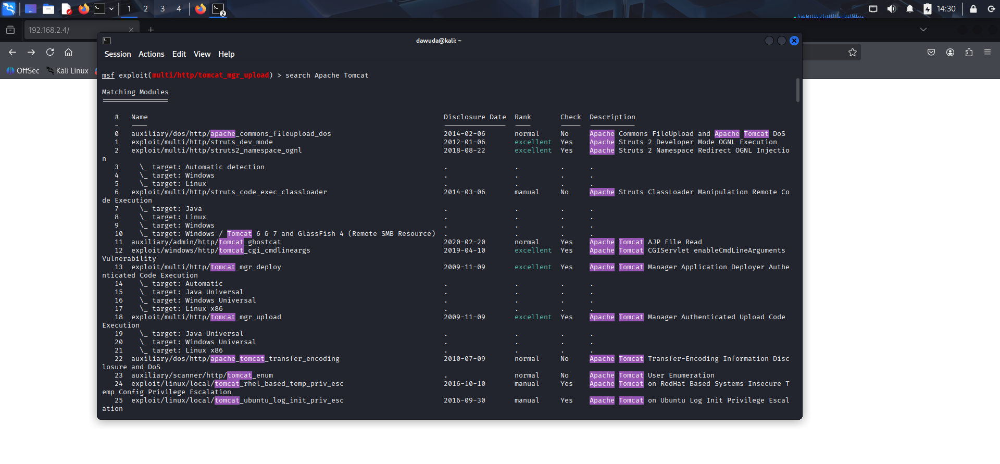 1 2 3 4 2 14:30
192.168.2.4/
dawuda@kali: ~
Session Actions Edit View Help
OffSec Kali Linux
msf exploit(multi/http/tomcat_mgr_upload) > search Apache Tomcat
Matching Modules
================
# Name Disclosure Date Rank Check Description
- ---- --------------- ---- ----- -----------
0 auxiliary/dos/http/apache_commons_fileupload_dos 2014-02-06 normal No Apache Commons FileUpload and Apache Tomcat DoS
1 exploit/multi/http/struts_dev_mode 2012-01-06 excellent Yes Apache Struts 2 Developer Mode OGNL Execution
2 exploit/multi/http/struts2_namespace_ognl 2018-08-22 excellent Yes Apache Struts 2 Namespace Redirect OGNL Injectio
n
3 \_ target: Automatic detection . . . .
4 \_ target: Windows . . . .
5 \_ target: Linux . . . .
6 exploit/multi/http/struts_code_exec_classloader 2014-03-06 manual No Apache Struts ClassLoader Manipulation Remote Co
de Execution
7 \_ target: Java . . . .
8 \_ target: Linux . . . .
9 \_ target: Windows . . . .
10 \_ target: Windows / Tomcat 6 & 7 and GlassFish 4 (Remote SMB Resource) . . . .
11 auxiliary/admin/http/tomcat_ghostcat 2020-02-20 normal Yes Apache Tomcat AJP File Read
12 exploit/windows/http/tomcat_cgi_cmdlineargs 2019-04-10 excellent Yes Apache Tomcat CGIServlet enableCmdLineArguments
Vulnerability
13 exploit/multi/http/tomcat_mgr_deploy 2009-11-09 excellent Yes Apache Tomcat Manager Application Deployer Authe
nticated Code Execution
14 \_ target: Automatic . . . .
15 \_ target: Java Universal . . . .
16 \_ target: Windows Universal . . . .
17 \_ target: Linux x86 . . . .
18 exploit/multi/http/tomcat_mgr_upload 2009-11-09 excellent Yes Apache Tomcat Manager Authenticated Upload Code
Execution
19 \_ target: Java Universal . . . .
20 \_ target: Windows Universal . . . .
21 \_ target: Linux x86 . . . .
22 auxiliary/dos/http/apache_tomcat_transfer_encoding 2010-07-09 normal No Apache Tomcat Transfer-Encoding Information Disc
losure and DoS
23 auxiliary/scanner/http/tomcat_enum . normal No Apache Tomcat User Enumeration
24 exploit/linux/local/tomcat_rhel_based_temp_priv_esc 2016-10-10 manual Yes Apache Tomcat on RedHat Based Systems Insecure T
emp Config Privilege Escalation
25 exploit/linux/local/tomcat_ubuntu_log_init_priv_esc 2016-09-30 manual Yes Apache Tomcat on Ubuntu Log Init Privilege Escal
ation